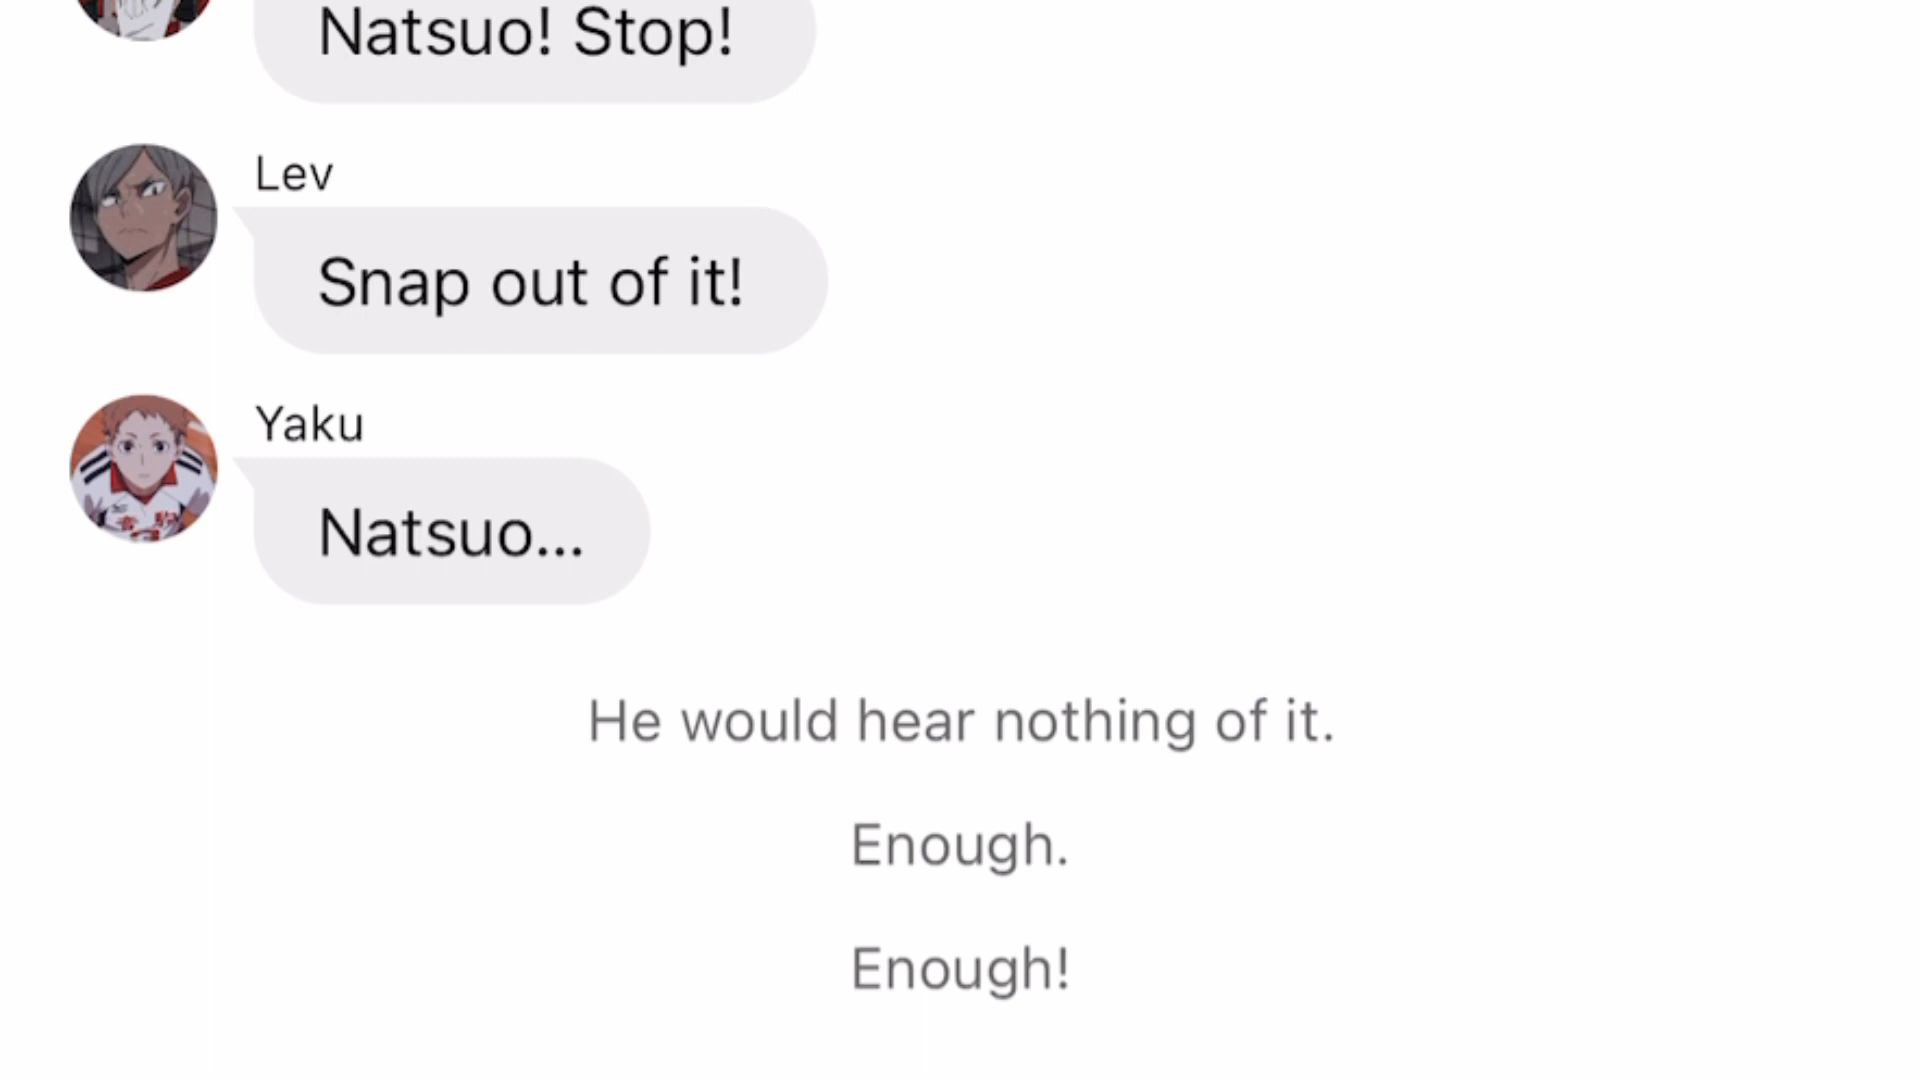 Natsuo! Stop!
Lev
Snap out of it!
Yaku
Natsuo...
He would hear nothing of it.
Enough.
Enough!